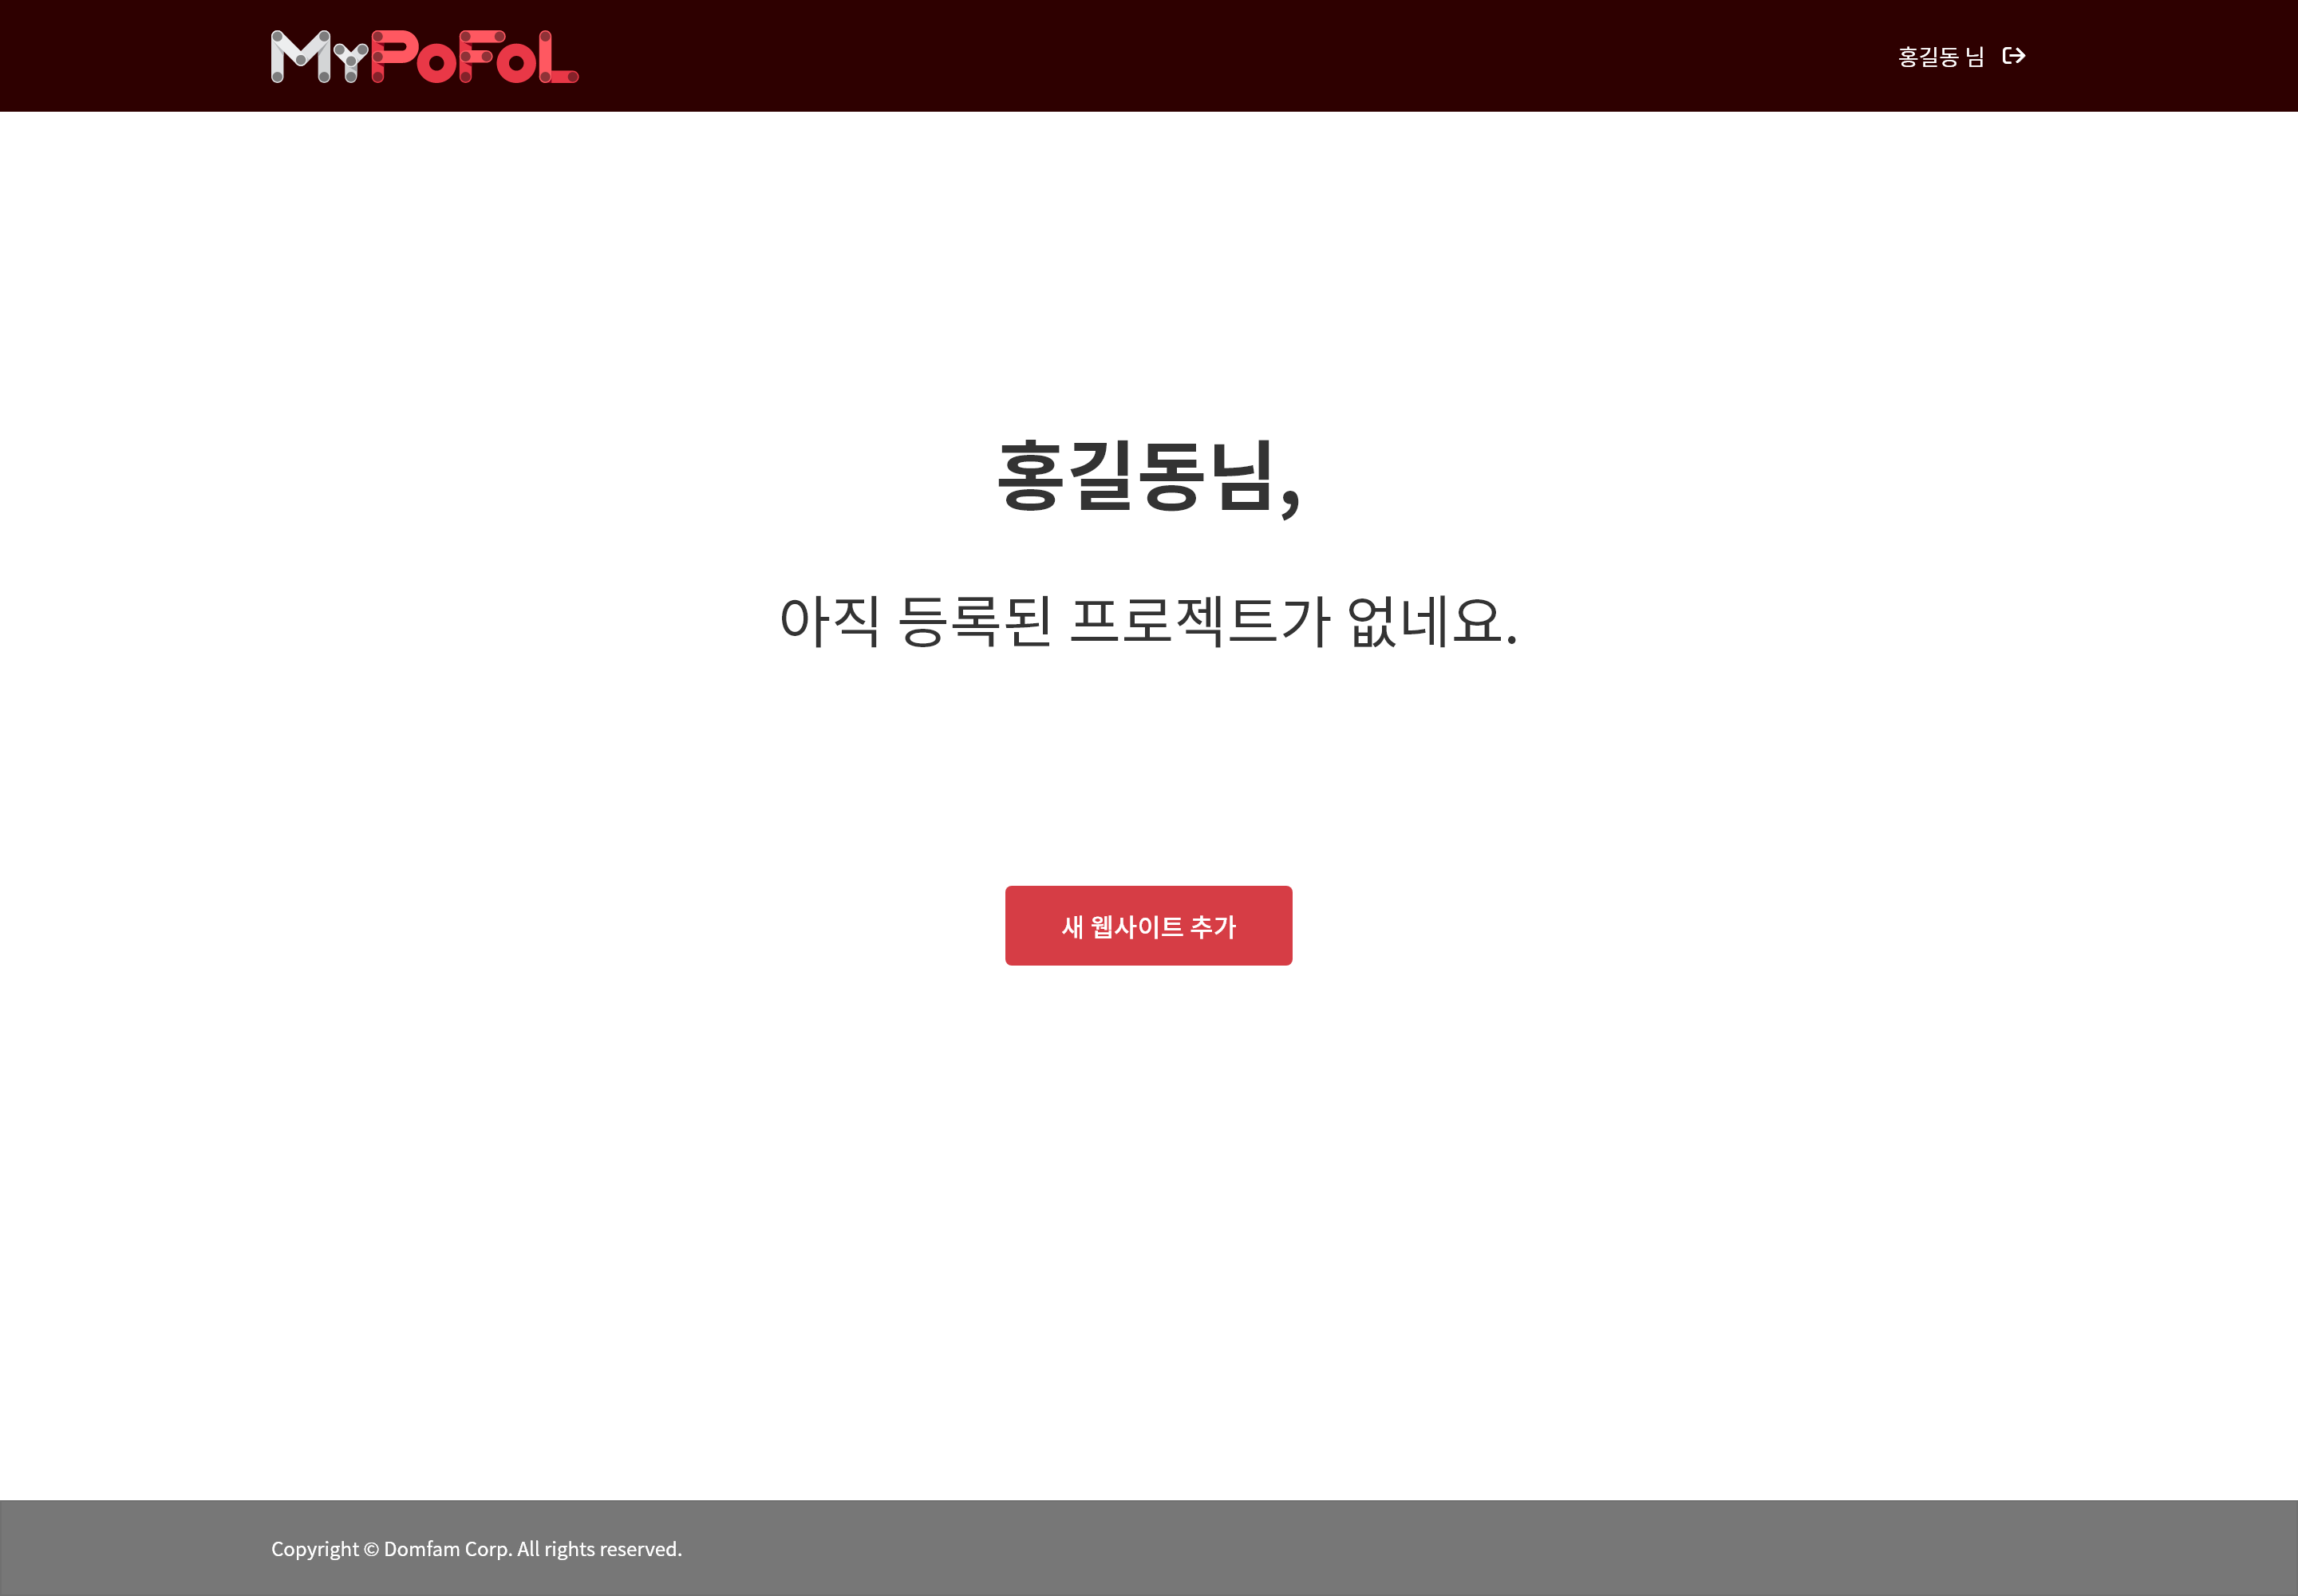 MrPoFoL
홍길동 님
홍길동님,
아직 등록된 프로젝트가 없네요.
새 웹사이트 추가
Copyright © Domfam Corp. All rights reserved.